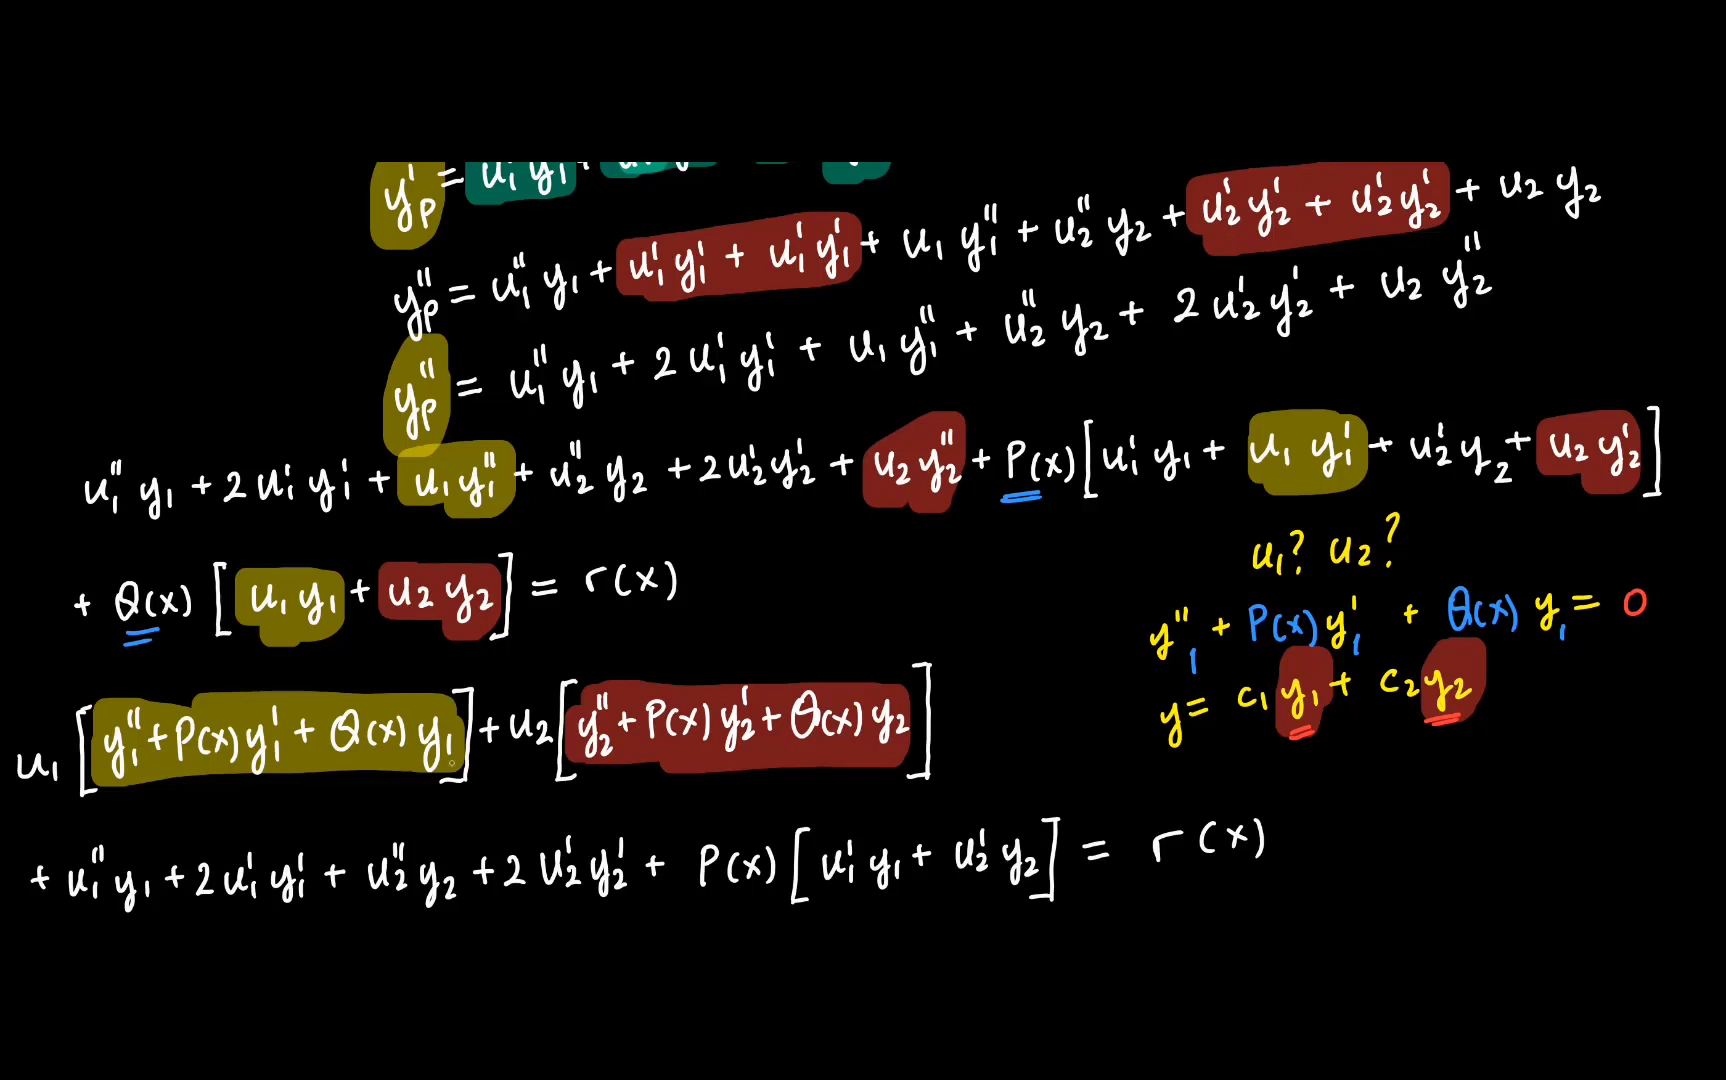 y'p = u'1 y1 +
y''p = u''1 y1 + u'1 y'1 + u'1 y'1 + u1 y''1 + u''2 y2 + u'2 y'2 + u'2 y'2 + u2 y''2
y''p = u''1 y1 + 2 u'1 y'1 + u1 y''1 + u''2 y2 + 2 u'2 y'2 + u2 y''2
u''1 y1 + 2 u'1 y'1 + u1 y''1 + u''2 y2 + 2 u'2 y'2 + u2 y''2 + P(x) [u'1 y1 + u1 y'1 + u'2 y2 + u2 y'2]
+ Q(x) [u1 y1 + u2 y2] = r(x)
u1? u2?
y''1 + P(x) y'1 + Q(x) y1 = 0
y = c1 y1 + c2 y2
u1 [y''1 + P(x) y'1 + Q(x) y1] + u2 [y''2 + P(x) y'2 + Q(x) y2]
+ u''1 y1 + 2 u'1 y'1 + u''2 y2 + 2 u'2 y'2 + P(x) [u'1 y1 + u'2 y2] = r(x)